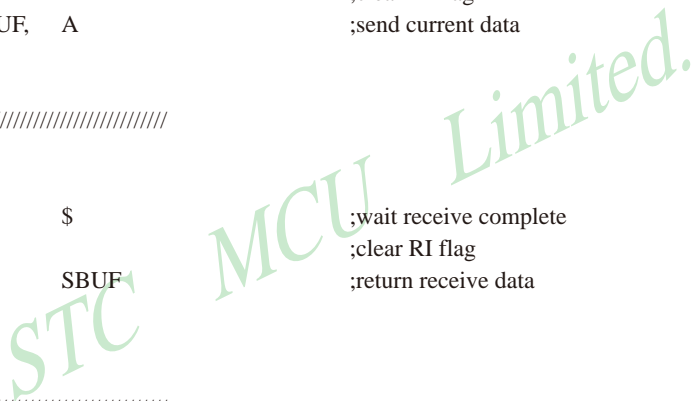 UF, A ;send current data
////////////////////////
$ ;wait receive complete
;clear RI flag
SBUF ;return receive data
STC MCU Limited.